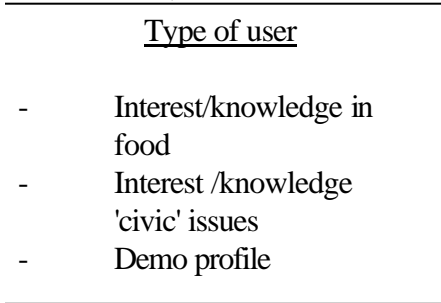 Type of user
- Interest/knowledge in
food
- Interest /knowledge
'civic' issues
- Demo profile